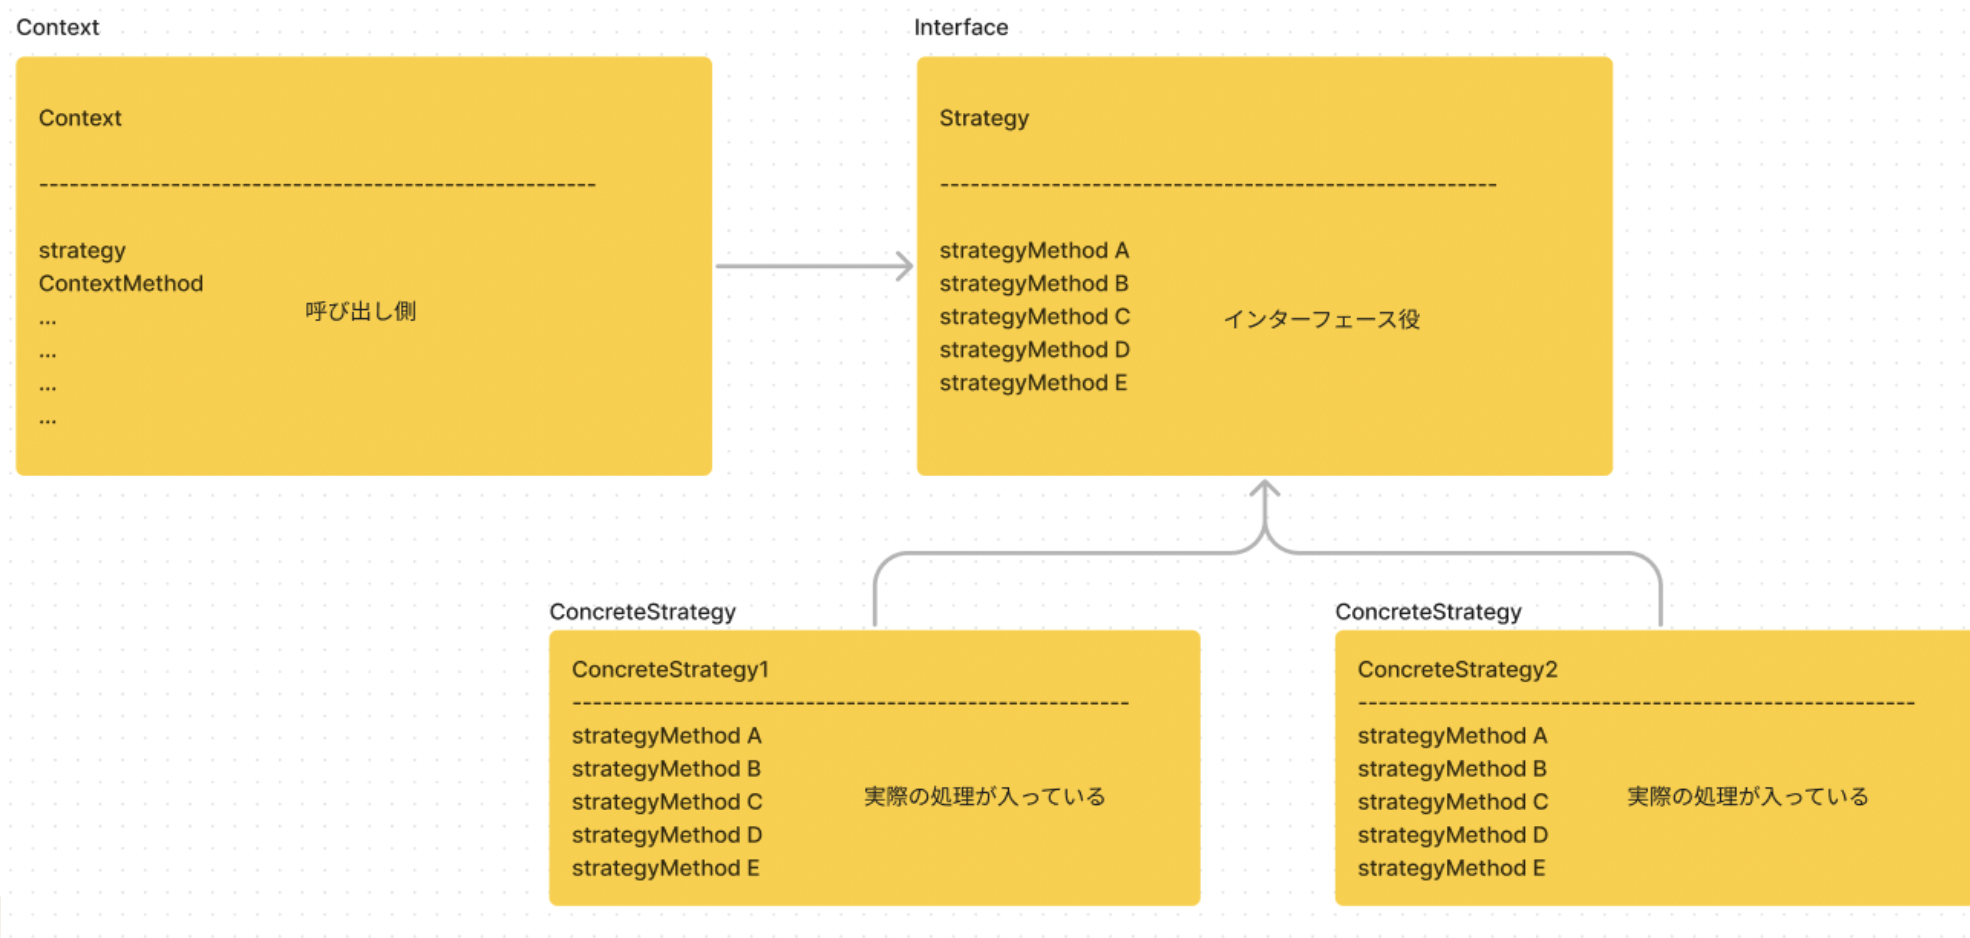 Context
Context
------------------------------------------------------
strategy
ContextMethod
...
...
...
...
呼び出し側
Interface
Strategy
------------------------------------------------------
strategyMethod A
strategyMethod B
strategyMethod C
strategyMethod D
strategyMethod E
インターフェース役
ConcreteStrategy
ConcreteStrategy1
------------------------------------------------------
strategyMethod A
strategyMethod B
strategyMethod C
strategyMethod D
strategyMethod E
実際の処理が入っている
ConcreteStrategy
ConcreteStrategy2
------------------------------------------------------
strategyMethod A
strategyMethod B
strategyMethod C
strategyMethod D
strategyMethod E
実際の処理が入っている